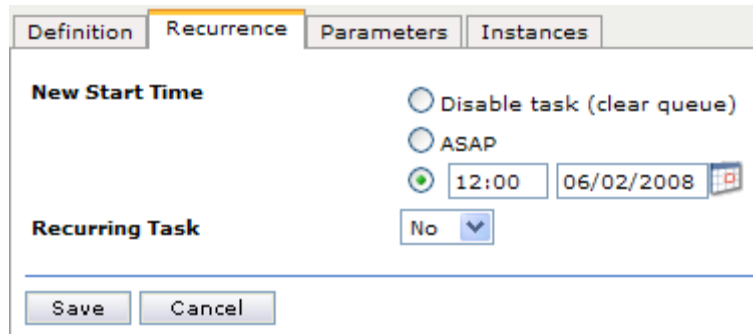 Definition Recurrence Parameters Instances
New Start Time
Disable task (clear queue)
ASAP
12:00 06/02/2008
Recurring Task No
Save Cancel